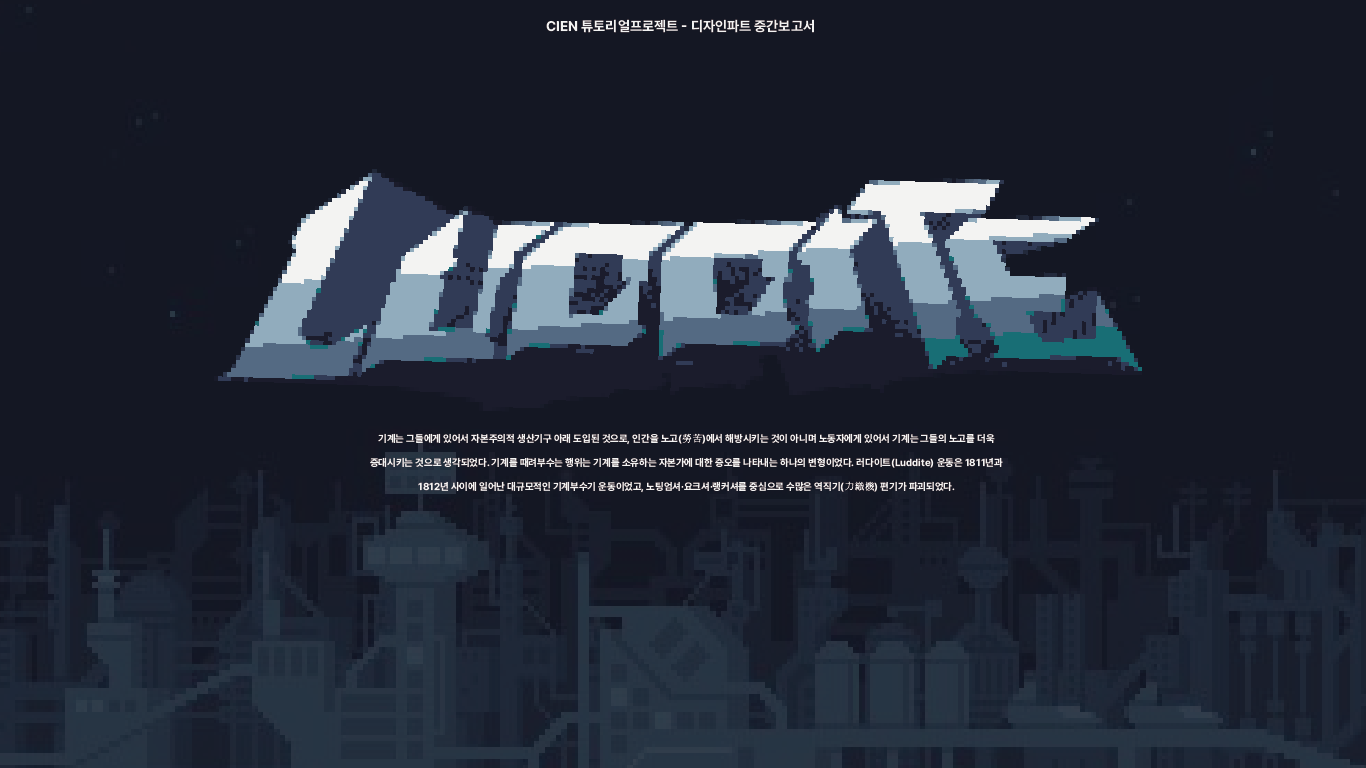 CIEN 튜토리얼프로젝트 - 디자인파트 중간보고서
LUDDITE
기계는 그들에게 있어서 자본주의적 생산기구 아래 도입된 것으로, 인간을 노고(勞苦)에서 해방시키는 것이 아니며 노동자에게 있어서 기계는 그들의 노고를 더욱
증대시키는 것으로 생각되었다. 기계를 때려부수는 행위는 기계를 소유하는 자본가에 대한 증오를 나타내는 하나의 변형이었다. 러다이트(Luddite) 운동은 1811년과
1812년 사이에 일어난 대규모적인 기계부수기 운동이었고, 노팅엄셔·요크셔·랭커셔를 중심으로 수많은 역직기(力織機) 편기가 파괴되었다.